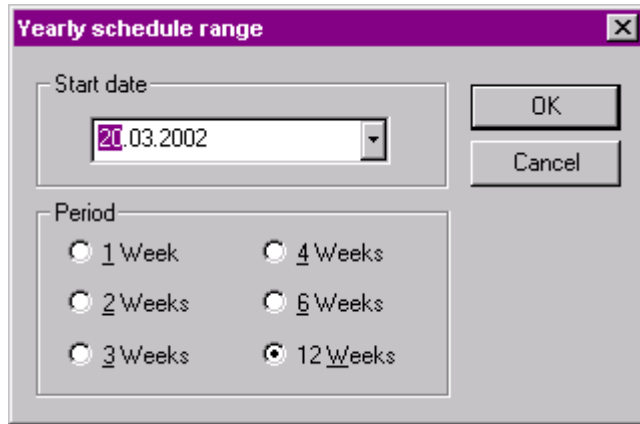 Yearly schedule range
Start date
20.03.2002
OK
Cancel
Period
1 Week
4 Weeks
2 Weeks
6 Weeks
3 Weeks
12 Weeks